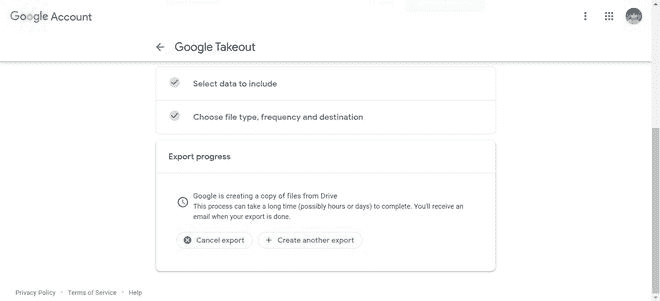 Google Account
Google Takeout
Select data to include
Choose file type, frequency and destination
Export progress
Google is creating a copy of files from Drive
This process can take a long time (possibly hours or days) to complete. You'll receive an
email when your export is done.
Cancel export
Create another export
Privacy Policy · Terms of Service · Help